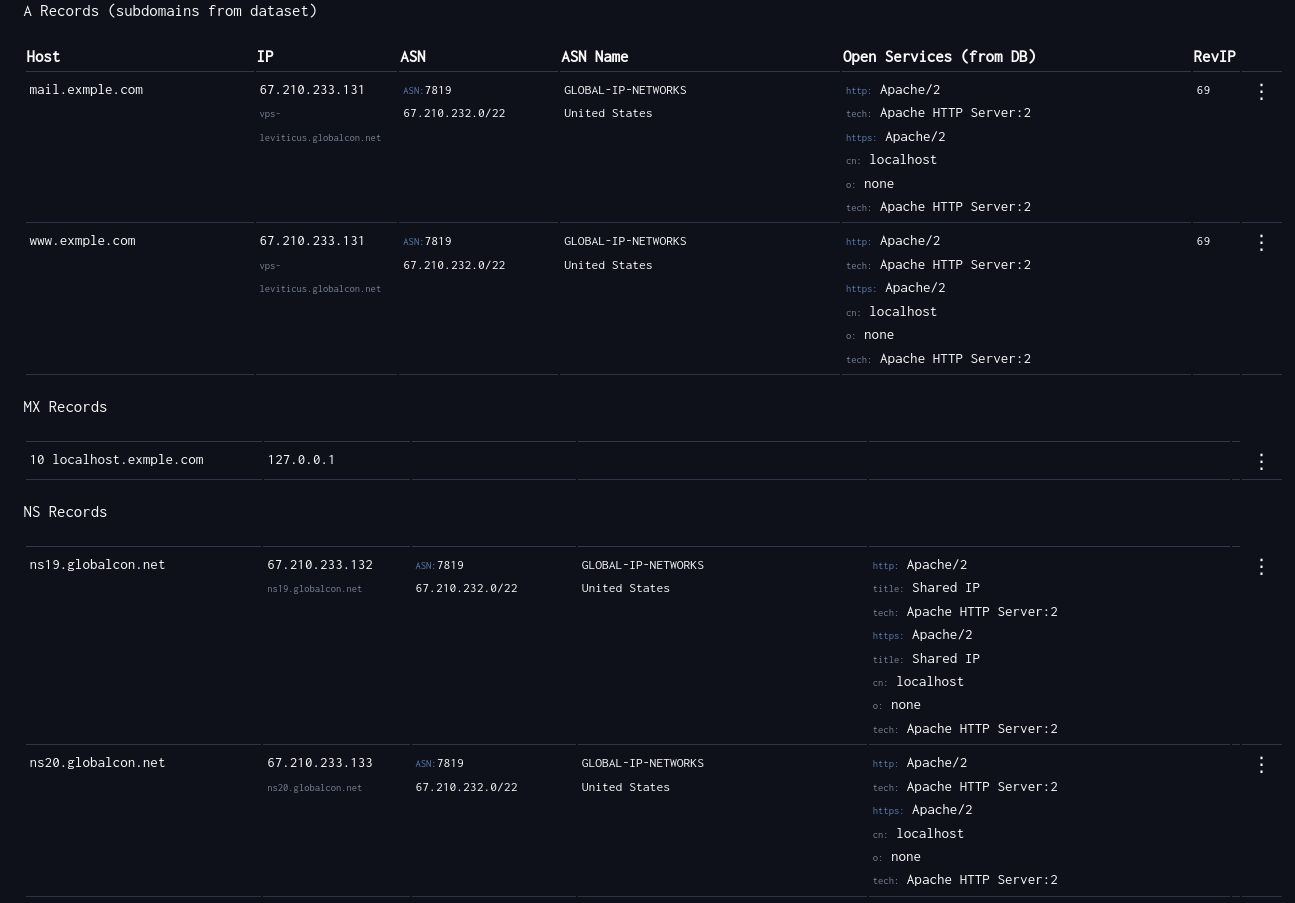 A Records (subdomains from dataset)
Host IP ASN ASN Name Open Services (from DB) RevIP
mail.exmple.com 67.210.233.131 ASN:7819 GLOBAL-IP-NETWORKS http: Apache/2 69
vps- 67.210.232.0/22 United States tech: Apache HTTP Server:2
leviticus.globalcon.net https: Apache/2
cn: localhost
o: none
tech: Apache HTTP Server:2
www.exmple.com 67.210.233.131 ASN:7819 GLOBAL-IP-NETWORKS http: Apache/2 69
vps- 67.210.232.0/22 United States tech: Apache HTTP Server:2
leviticus.globalcon.net https: Apache/2
cn: localhost
o: none
tech: Apache HTTP Server:2
MX Records
10 localhost.exmple.com 127.0.0.1
NS Records
ns19.globalcon.net 67.210.233.132 ASN:7819 GLOBAL-IP-NETWORKS http: Apache/2
ns19.globalcon.net 67.210.232.0/22 United States title: Shared IP
tech: Apache HTTP Server:2
https: Apache/2
title: Shared IP
cn: localhost
o: none
tech: Apache HTTP Server:2
ns20.globalcon.net 67.210.233.133 ASN:7819 GLOBAL-IP-NETWORKS http: Apache/2
ns20.globalcon.net 67.210.232.0/22 United States tech: Apache HTTP Server:2
https: Apache/2
cn: localhost
o: none
tech: Apache HTTP Server:2